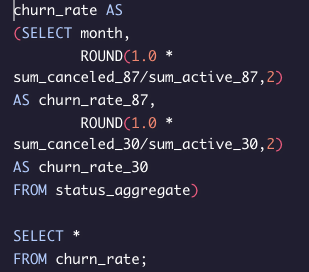 churn_rate AS
(SELECT month,
        ROUND(1.0 *
sum_canceled_87/sum_active_87,2)
AS churn_rate_87,
        ROUND(1.0 *
sum_canceled_30/sum_active_30,2)
AS churn_rate_30
FROM status_aggregate)

SELECT *
FROM churn_rate;